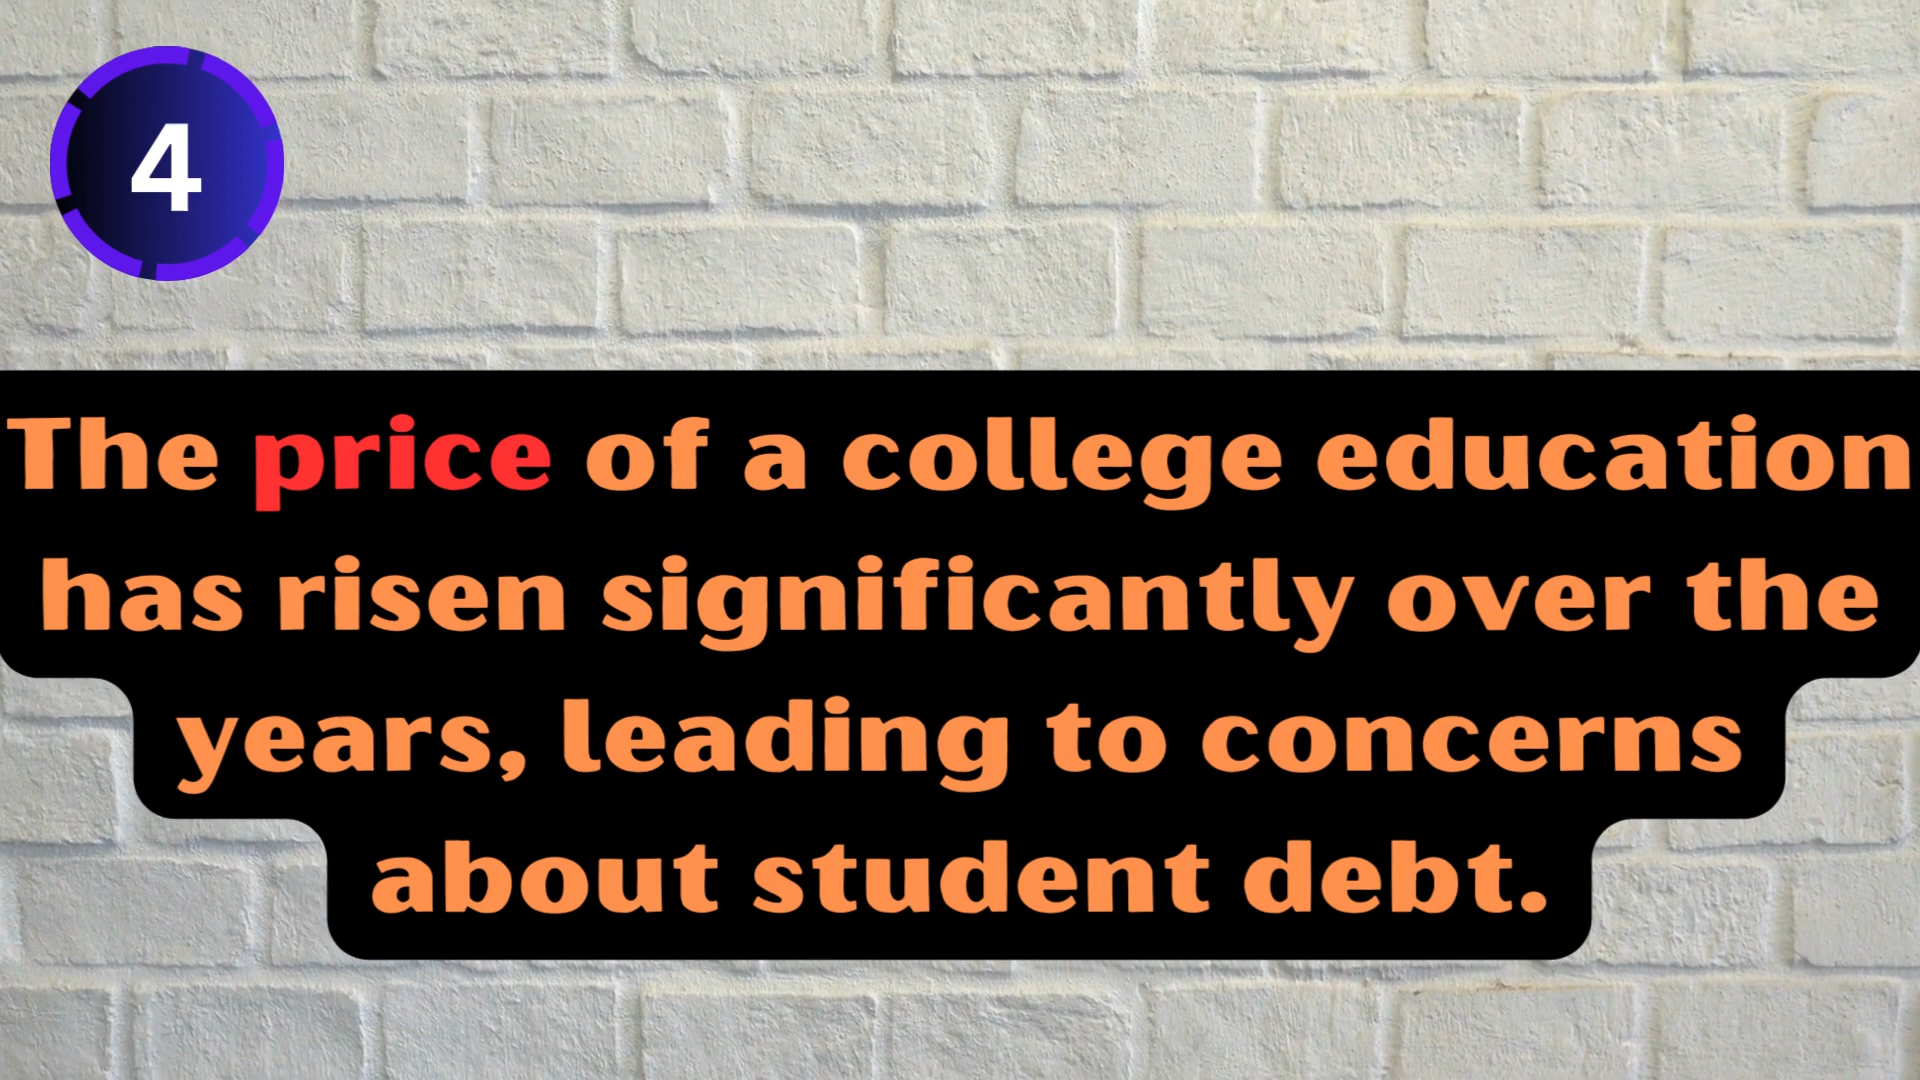 4
The price of a college education
has risen significantly over the
years, leading to concerns
about student debt.